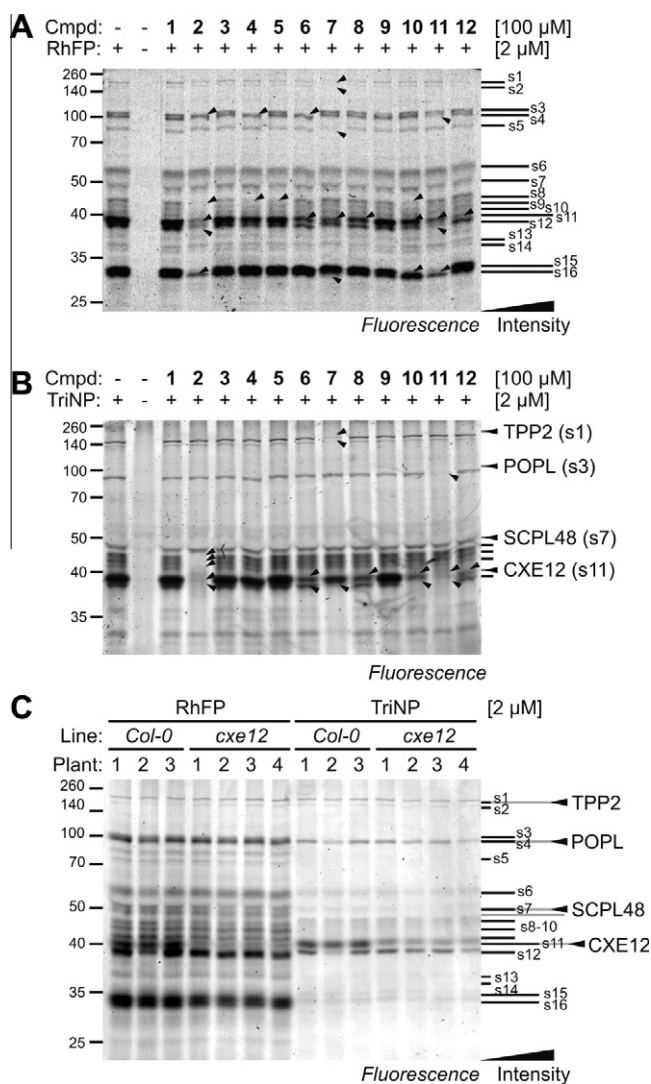 A
Cmpd: - - 1 2 3 4 5 6 7 8 9 10 11 12 [100 µM]
RhFP: + - + + + + + + + + + + + + [2 µM]
260
140
100
70
50
40
35
25
s1
s2
s3
s4
s5
s6
s7
s8
s9
s10
s11
s12
s13
s14
s15
s16
Fluorescence Intensity
B
Cmpd: - - 1 2 3 4 5 6 7 8 9 10 11 12 [100 µM]
TriNP: + - + + + + + + + + + + + + [2 µM]
260
140
100
70
50
40
35
TPP2 (s1)
POPL (s3)
SCPL48 (s7)
CXE12 (s11)
Fluorescence
C
RhFP TriNP [2 µM]
Line: Col-0 cxe12 Col-0 cxe12
Plant: 1 2 3 1 2 3 4 1 2 3 1 2 3 4
260
140
100
70
50
40
35
25
s1 TPP2
s2
s3
s4 POPL
s5
s6
s7 SCPL48
s8-10
s11 CXE12
s12
s13
s14
s15
s16
Fluorescence Intensity